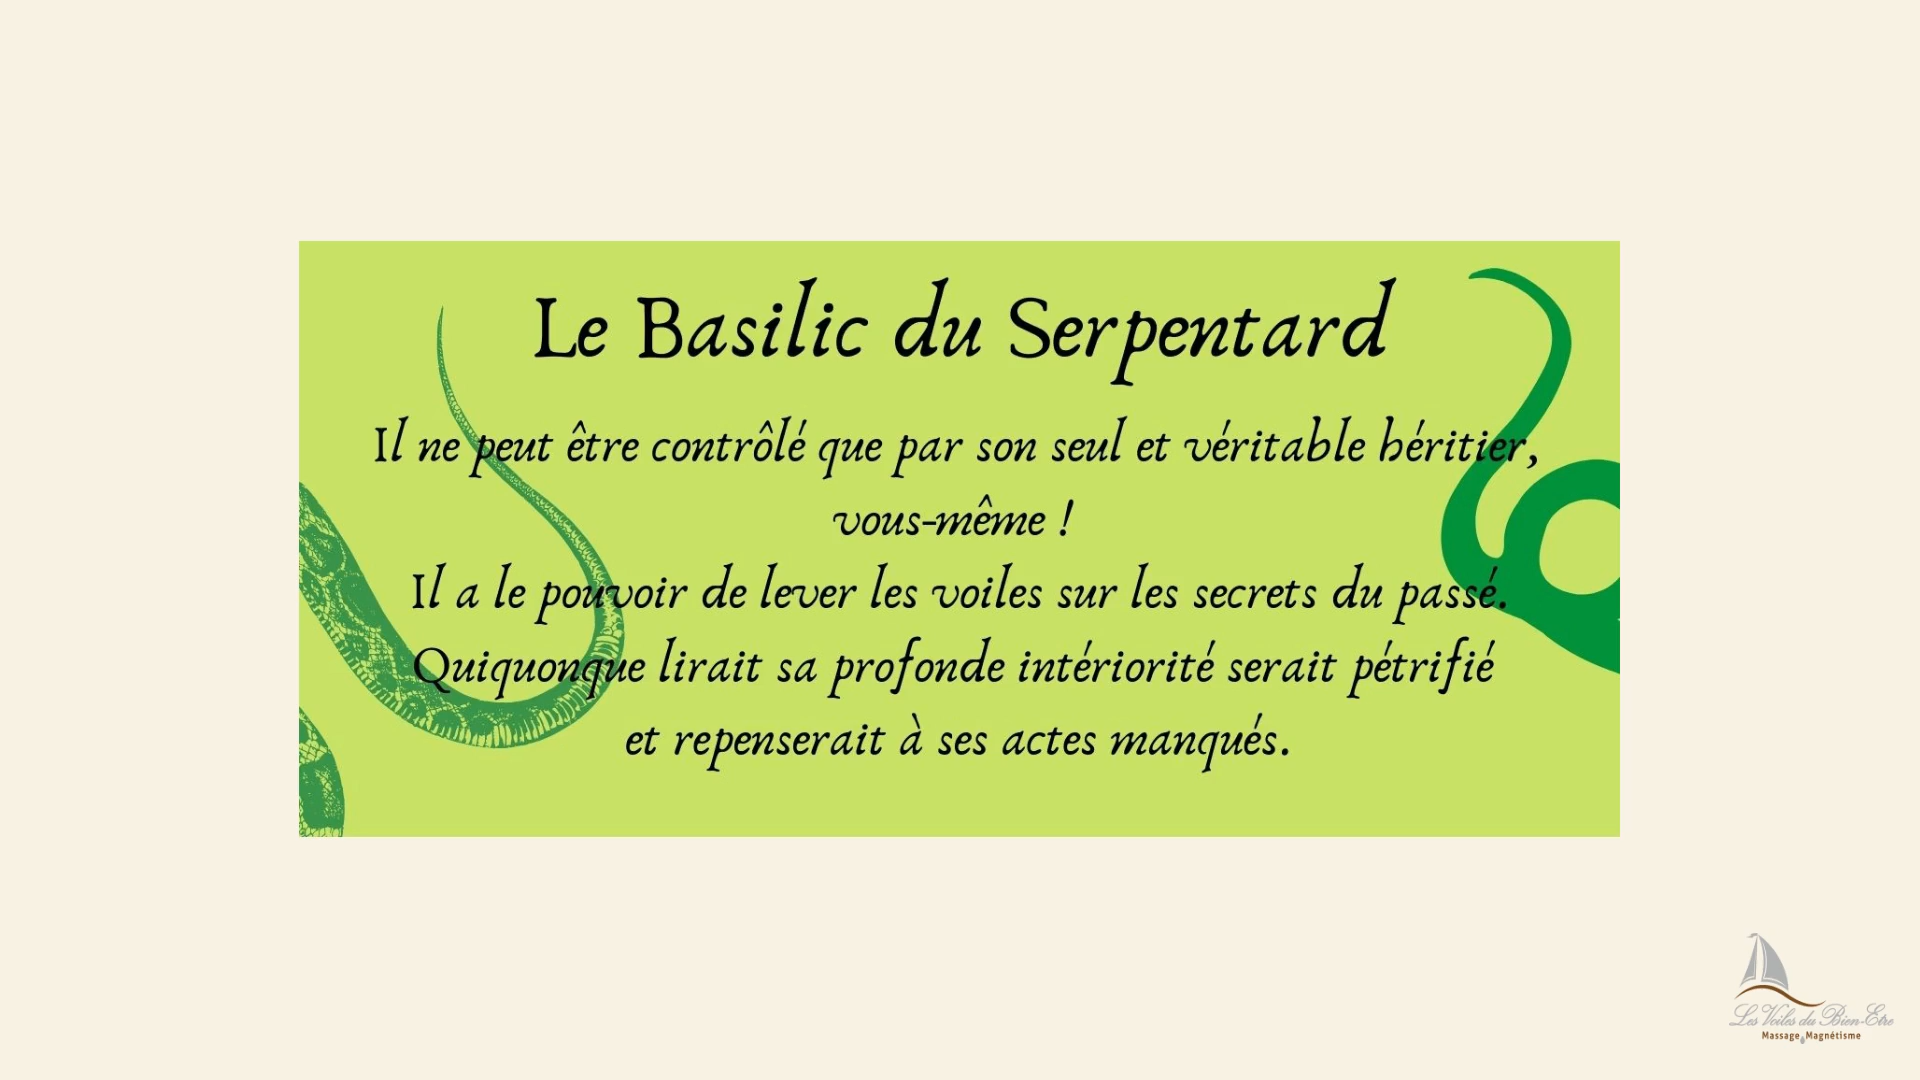 Le Basilic du Serpentard
Il ne peut être contrôlé que par son seul et véritable héritier,
vous-même !
Il a le pouvoir de lever les voiles sur les secrets du passé.
Quiquonque lirait sa profonde intériorité serait pétrifié
et repenserait à ses actes manqués.
Les Voiles du Bien-Etre
Massage Magnétisme